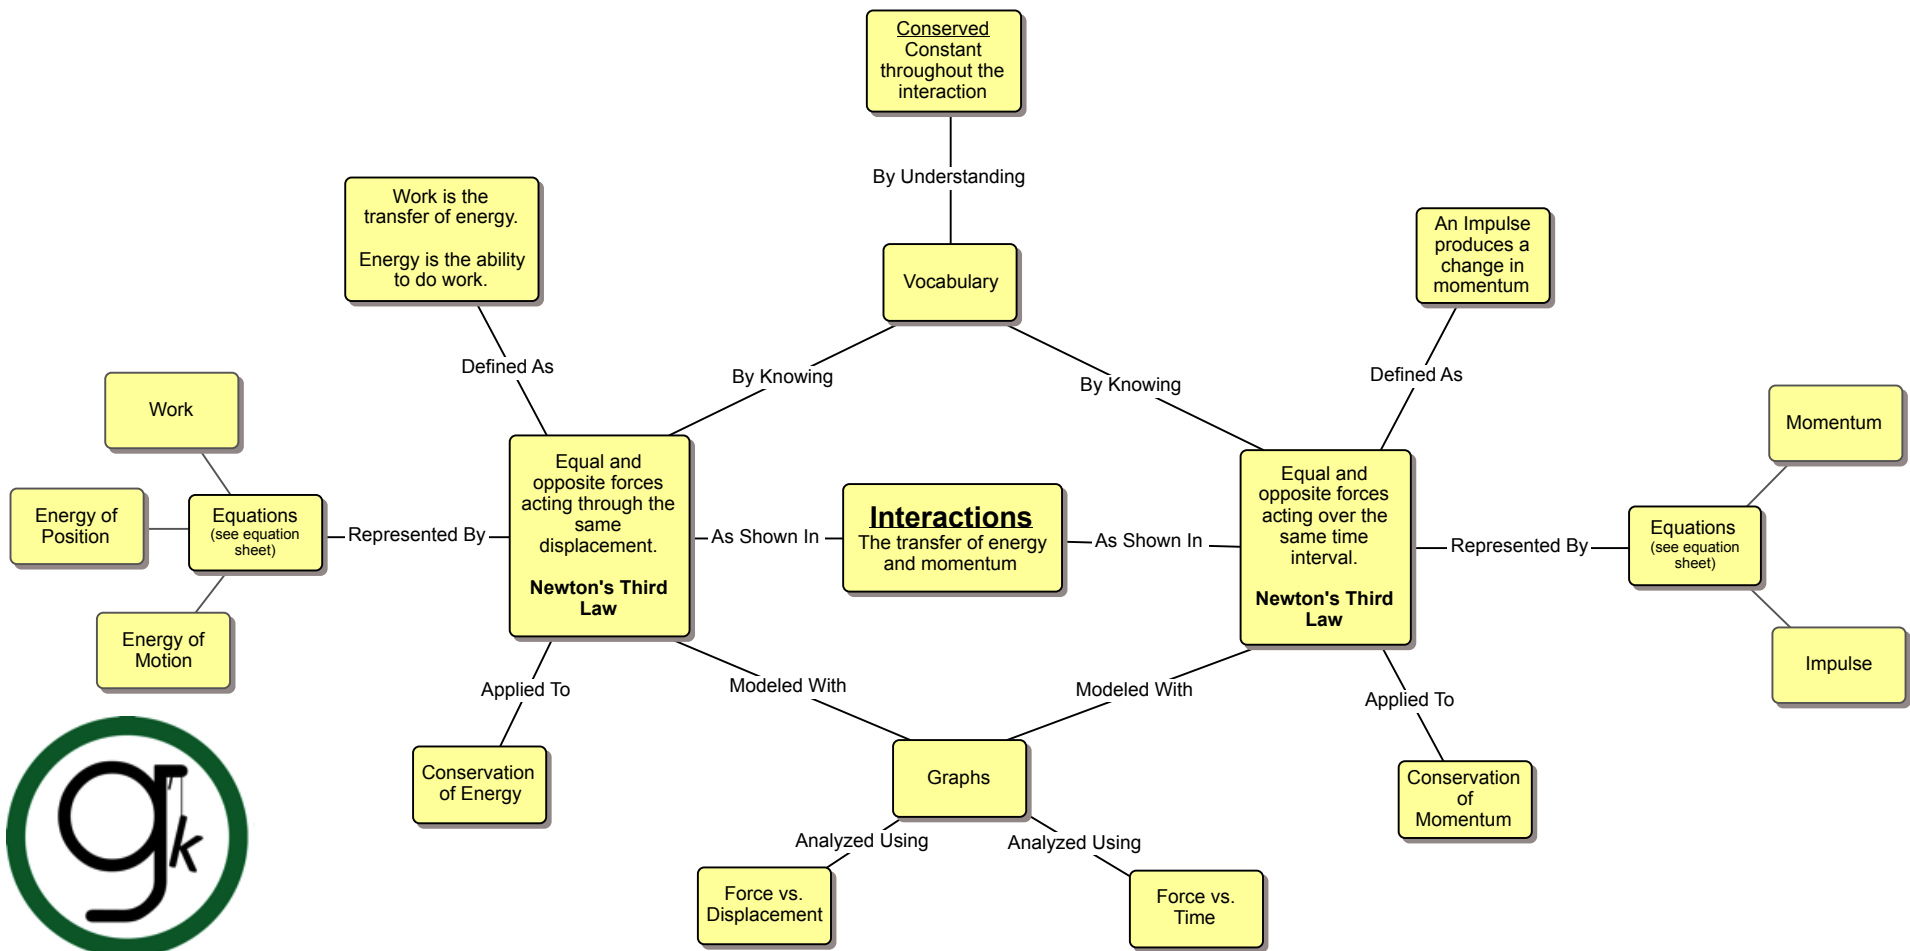 Conserved
Constant
throughout the
interaction
By Understanding
Work is the
transfer of energy.
Energy is the ability
to do work.
An Impulse
produces a
change in
momentum
Vocabulary
Defined As
By Knowing
By Knowing
Defined As
Work
Momentum
Equal and
opposite forces
acting through the
same
displacement.
Newton's Third
Law
Equal and
opposite forces
acting over the
same time
interval.
Newton's Third
Law
Interactions
The transfer of energy
and momentum
Energy of
Position
Equations
(see equation
sheet)
Represented By
As Shown In
As Shown In
Represented By
Equations
(see equation
sheet)
Energy of
Motion
Impulse
Applied To
Modeled With
Modeled With
Applied To
Conservation
of Energy
Graphs
Conservation
of
Momentum
Analyzed Using
Analyzed Using
Force vs.
Displacement
Force vs.
Time
gk